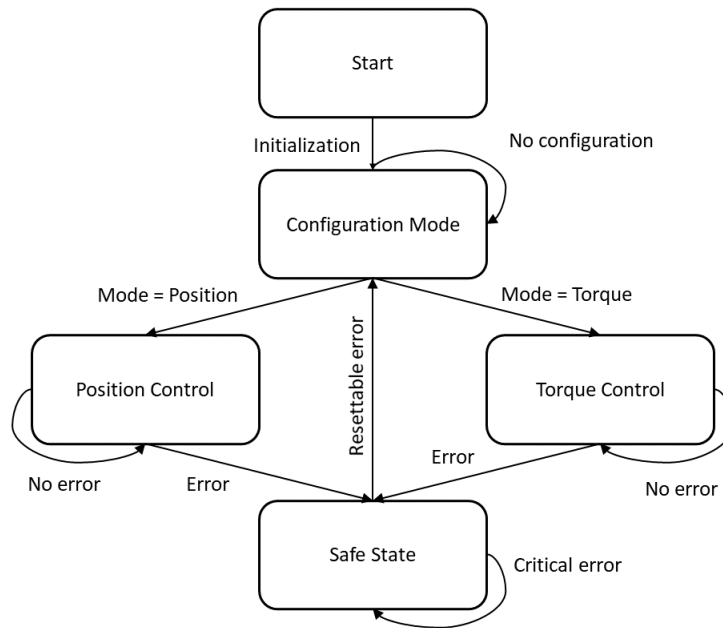 Start
Initialization
No configuration
Configuration Mode
Mode = Position
Mode = Torque
Resettable error
Position Control
Torque Control
No error
Error
Error
No error
Safe State
Critical error